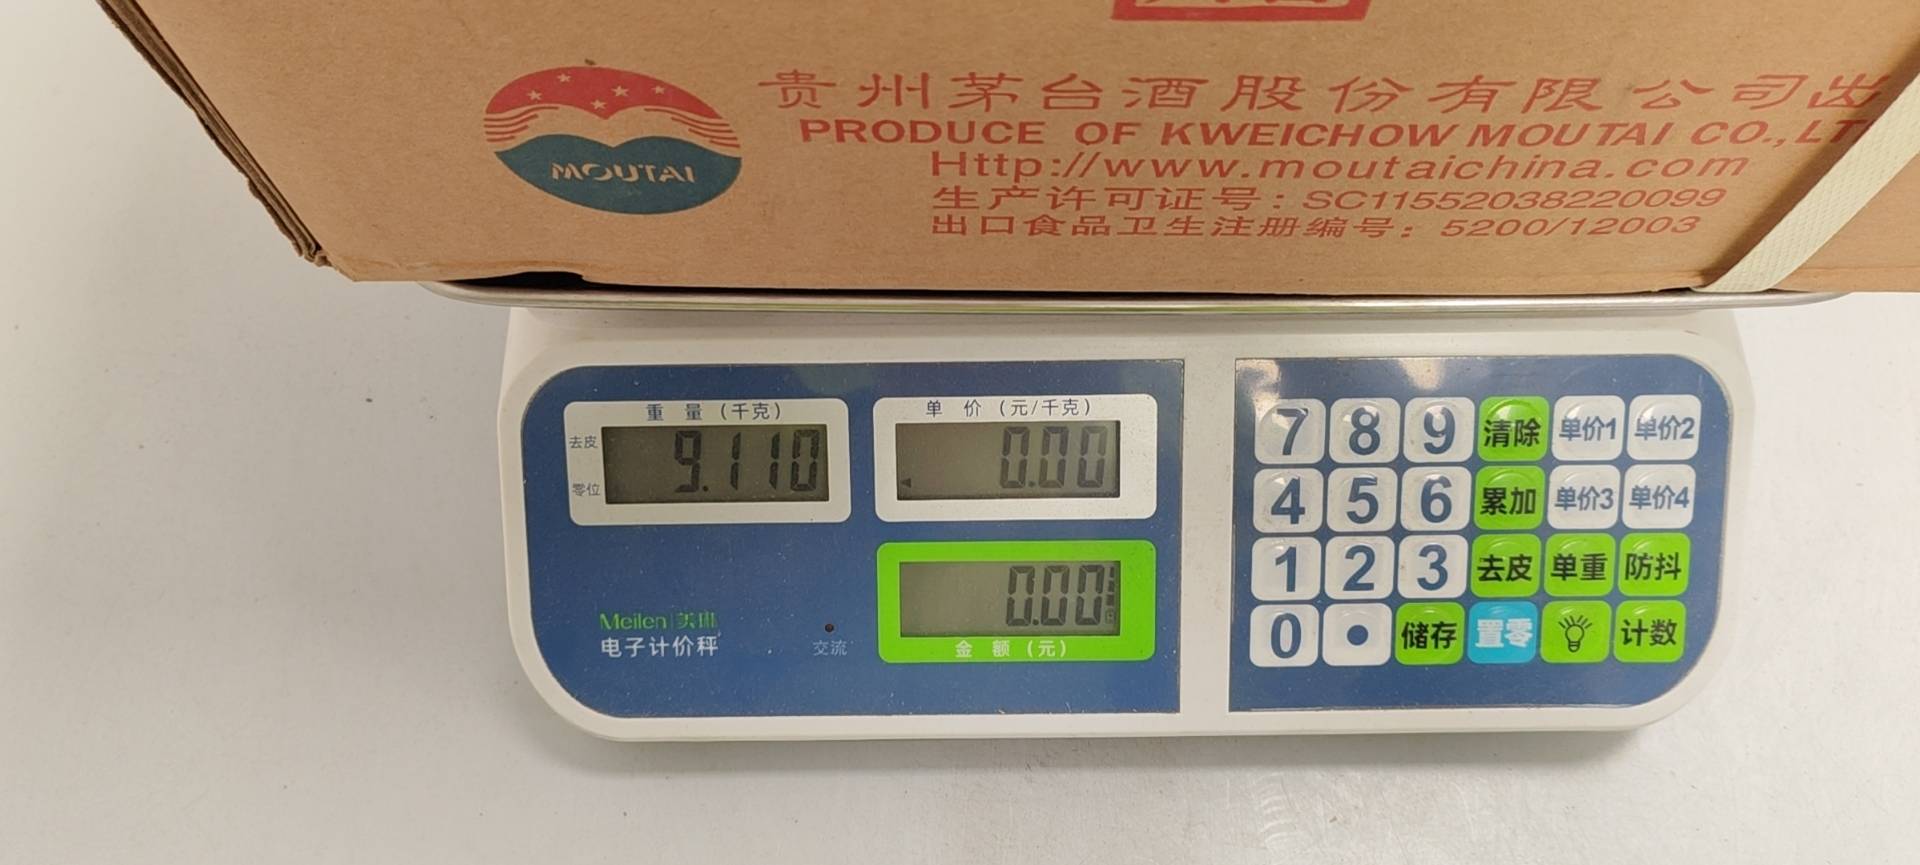 MOUTAI
贵州茅台酒股份有限公司出
PRODUCE OF KWEICHOW MOUTAI CO.,LT
Http://www.moutaichina.com
生产许可证号：SC11552038220099
出口食品卫生注册编号：5200/12003
重量（千克）
去皮
零位
9.110
单价（元/千克）
0.00
0.00
金额（元）
Meilen|美琳
电子计价秤
交流
7 8 9 清除 单价1 单价2
4 5 6 累加 单价3 单价4
1 2 3 去皮 单重 防抖
0 • 储存 置零 计数